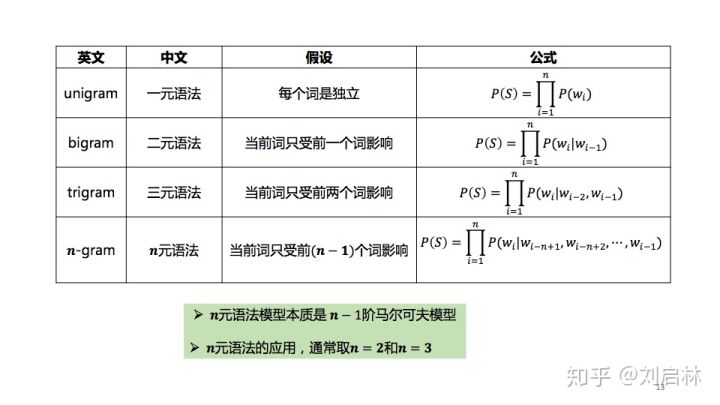 英文 中文 假设 公式
unigram 一元语法 每个词是独立 P(S) = ∏_{i=1}^{n} P(w_i)
bigram 二元语法 当前词只受前一个词影响 P(S) = ∏_{i=1}^{n} P(w_i|w_{i−1})
trigram 三元语法 当前词只受前两个词影响 P(S) = ∏_{i=1}^{n} P(w_i|w_{i−2}, w_{i−1})
n-gram n元语法 当前词只受前(n − 1)个词影响 P(S) = ∏_{i=1}^{n} P(w_i|w_{i−n+1}, w_{i−n+2}, ⋯, w_{i−1})
➢ n元语法模型本质是 n − 1阶马尔可夫模型
➢ n元语法的应用，通常取n = 2和n = 3
知乎 @刘启林
13